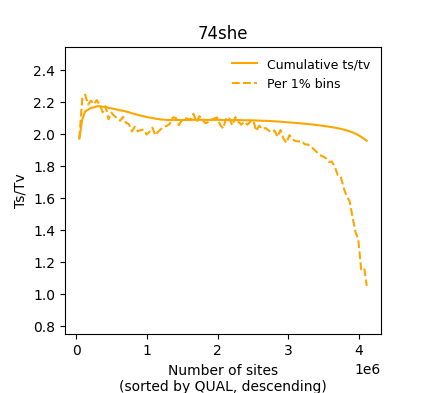 74she
Cumulative ts/tv
Per 1% bins
Ts/Tv
2.4
2.2
2.0
1.8
1.6
1.4
1.2
1.0
0.8
0 1 2 3 4
1e6
Number of sites
(sorted by QUAL, descending)